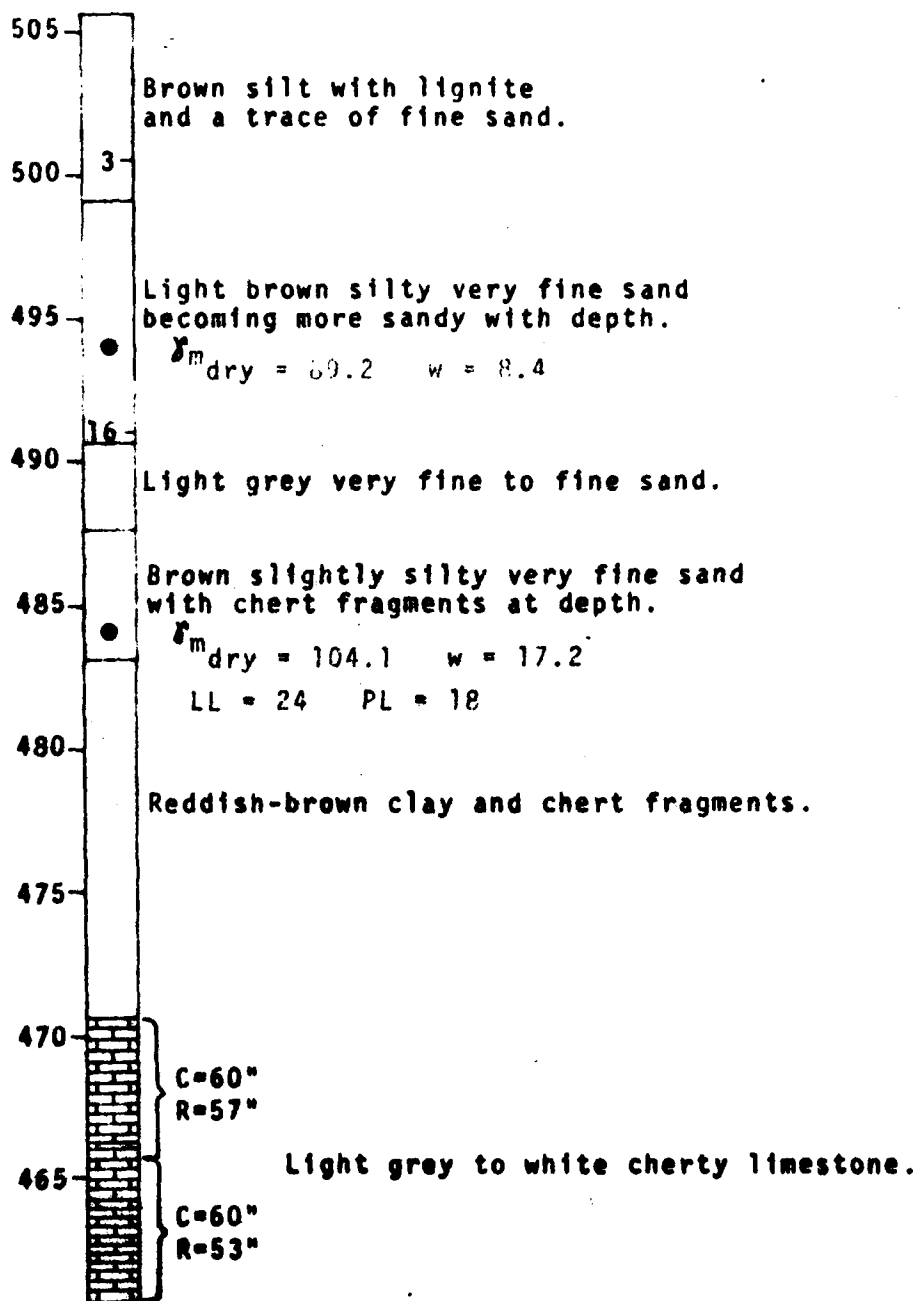 505
Brown silt with lignite
and a trace of fine sand.
3
500
Light brown silty very fine sand
495
becoming more sandy with depth.
γm dry = 89.2 w = 8.4
16
490
Light grey very fine to fine sand.
Brown slightly silty very fine sand
485
with chert fragments at depth.
γm dry = 104.1 w = 17.2
LL = 24 PL = 18
480
Reddish-brown clay and chert fragments.
475
470
C=60"
R=57"
465
Light grey to white cherty limestone.
C=60"
R=53"